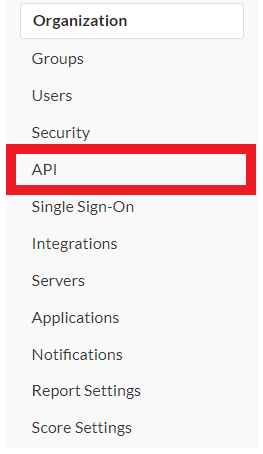 Organization
Groups
Users
Security
API
Single Sign-On
Integrations
Servers
Applications
Notifications
Report Settings
Score Settings